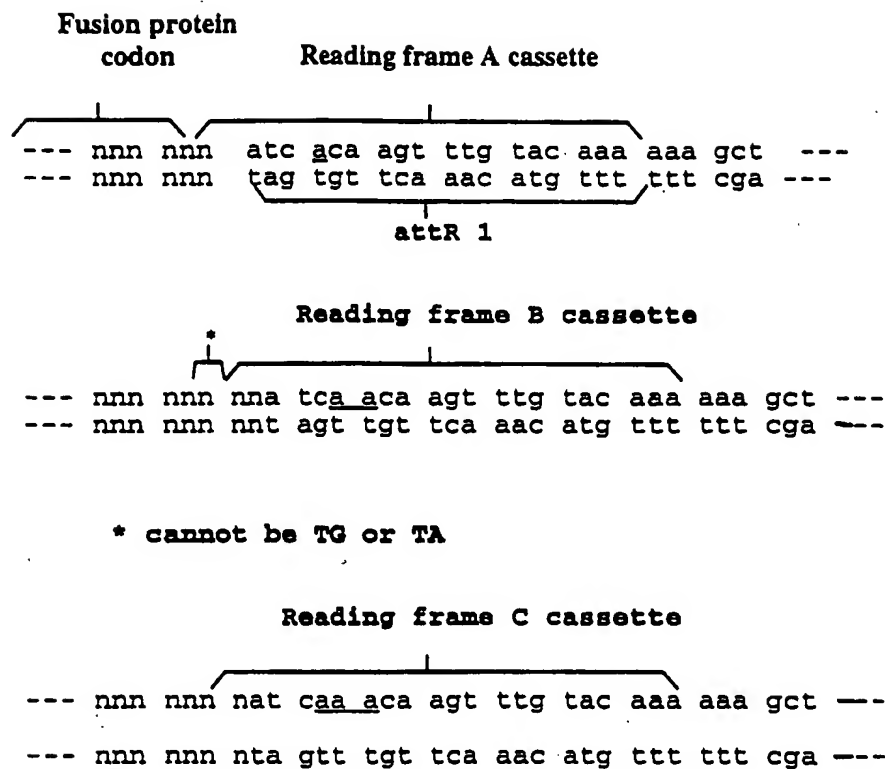 Fusion protein
codon Reading frame A cassette
--- nnn nnn atc aca agt ttg tac aaa aaa gct ---
--- nnn nnn tag tgt tca aac atg ttt ttt cga ---
attR 1
Reading frame B cassette
*
--- nnn nnn nna tca aca agt ttg tac aaa aaa gct ---
--- nnn nnn nnt agt tgt tca aac atg ttt ttt cga ---
* cannot be TG or TA
Reading frame C cassette
--- nnn nnn nat caa aca agt ttg tac aaa aaa gct ---
--- nnn nnn nta gtt tgt tca aac atg ttt ttt cga ---